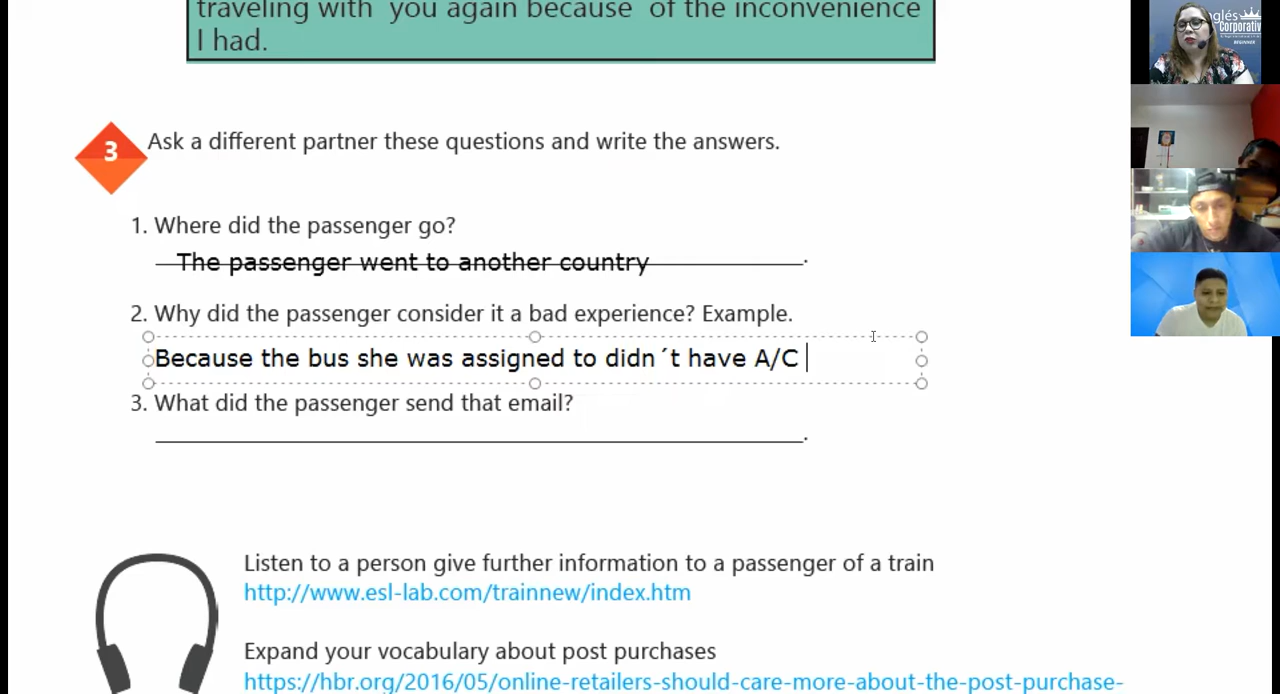 traveling with you again because of the inconvenience
I had.
3 Ask a different partner these questions and write the answers.
1. Where did the passenger go?
The passenger went to another country.
2. Why did the passenger consider it a bad experience? Example.
Because the bus she was assigned to didn´t have A/C
3. What did the passenger send that email?
.
Listen to a person give further information to a passenger of a train
http://www.esl-lab.com/trainnew/index.htm
Expand your vocabulary about post purchases
https://hbr.org/2016/05/online-retailers-should-care-more-about-the-post-purchase-
nglés
Corporativ
BEGINNER